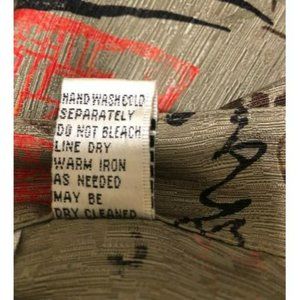 HAND WASH COLD
SEPARATELY
DO NOT BLEACH
LINE DRY
WARM IRON
AS NEEDED
MAY BE
DRY CLEANED